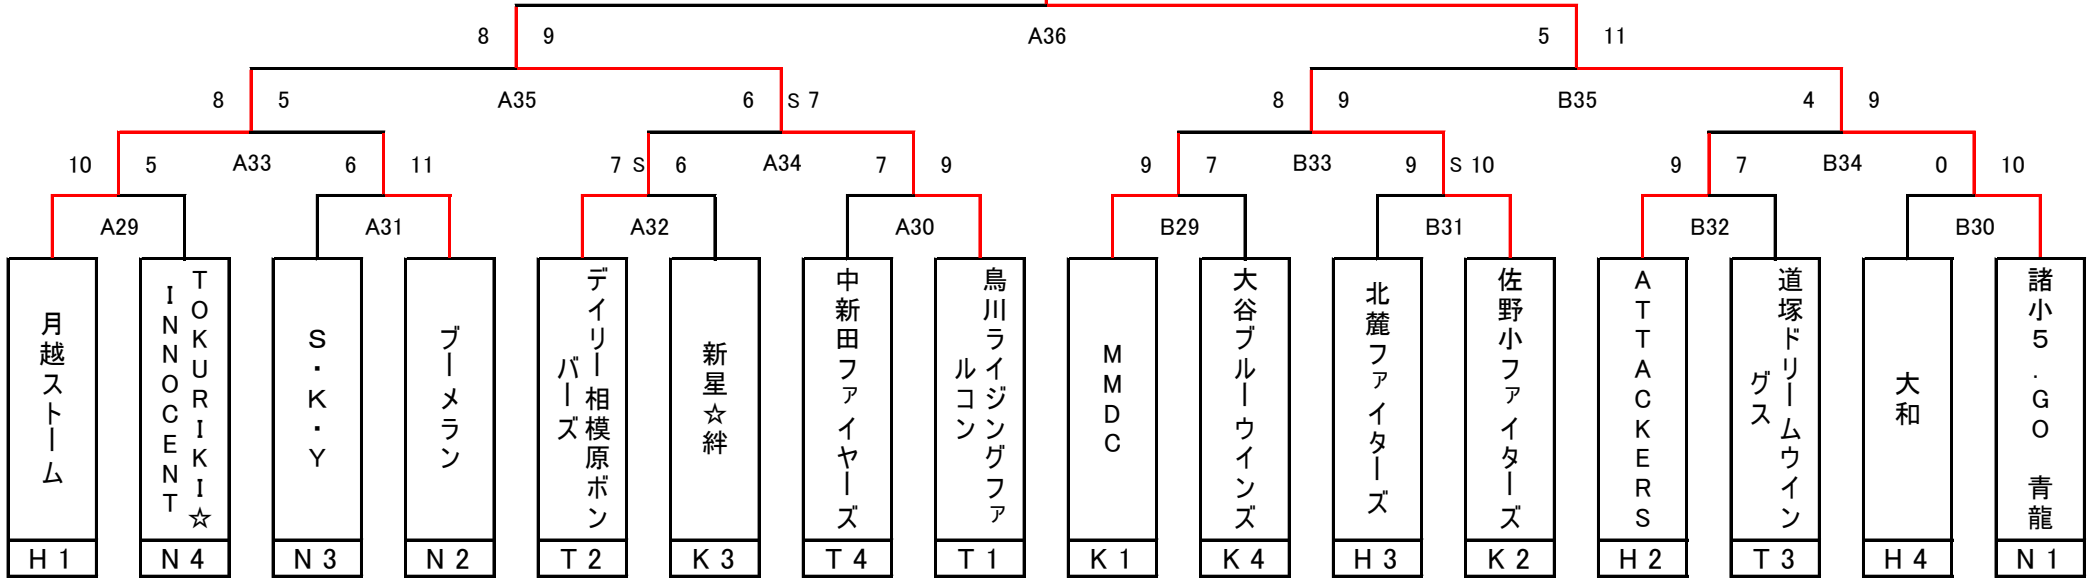 8 9 A36 5 11
8 5 A35 6 S 7 8 9 B35 4 9
10 5 A33 6 11 7 S 6 A34 7 9 9 7 B33 9 S 10 9 7 B34 0 10
A29 A31 A32 A30 B29 B31 B32 B30
月越ストーム
TOKURIKI☆
INNOCENT
S・K・Y
ブーメラン
デイリー相模原ボン
バーズ
新星☆絆
中新田ファイヤーズ
鳥川ライジングファ
ルコン
MMDC
大谷ブルーウインズ
北麓ファイターズ
佐野小ファイターズ
ATTACKERS
道塚ドリームウイン
グス
大和
諸小5.GO 青龍
H1 N4 N3 N2 T2 K3 T4 T1 K1 K4 H3 K2 H2 T3 H4 N1